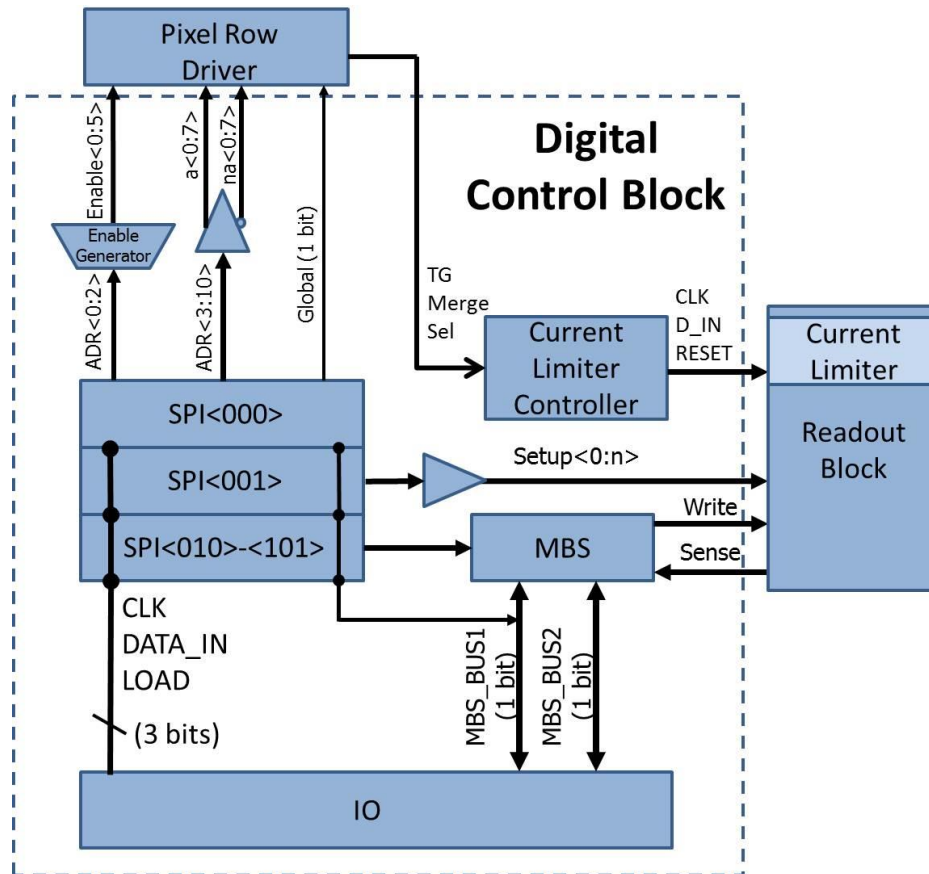 Pixel Row
Driver
Digital
Control Block
Enable<0:5>
a<0:7>
na<0:7>
Enable
Generator
Global (1 bit)
ADR<0:2>
ADR<3:10>
TG
Merge
Sel
Current
Limiter
Controller
CLK
D_IN
RESET
Current
Limiter
Readout
Block
SPI<000>
SPI<001>
SPI<010>-<101>
Setup<0:n>
MBS
Write
Sense
CLK
DATA_IN
LOAD
(3 bits)
MBS_BUS1
(1 bit)
MBS_BUS2
(1 bit)
IO